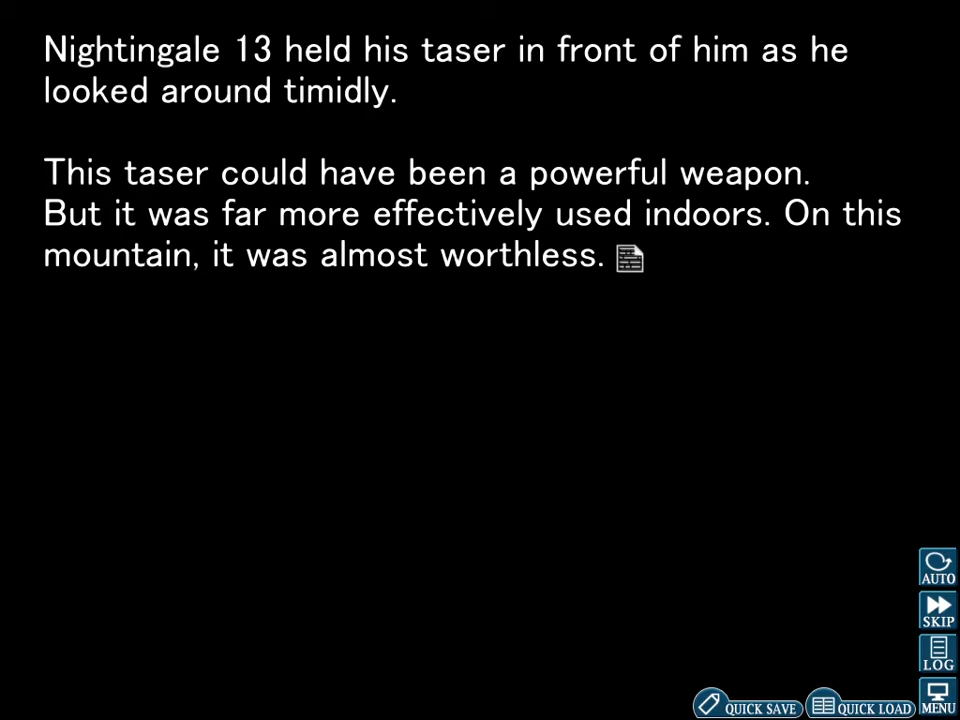 Nightingale 13 held his taser in front of him as he
looked around timidly.
This taser could have been a powerful weapon.
But it was far more effectively used indoors. On this
mountain, it was almost worthless.
AUTO
SKIP
LOG
QUICK SAVE
QUICK LOAD
MENU